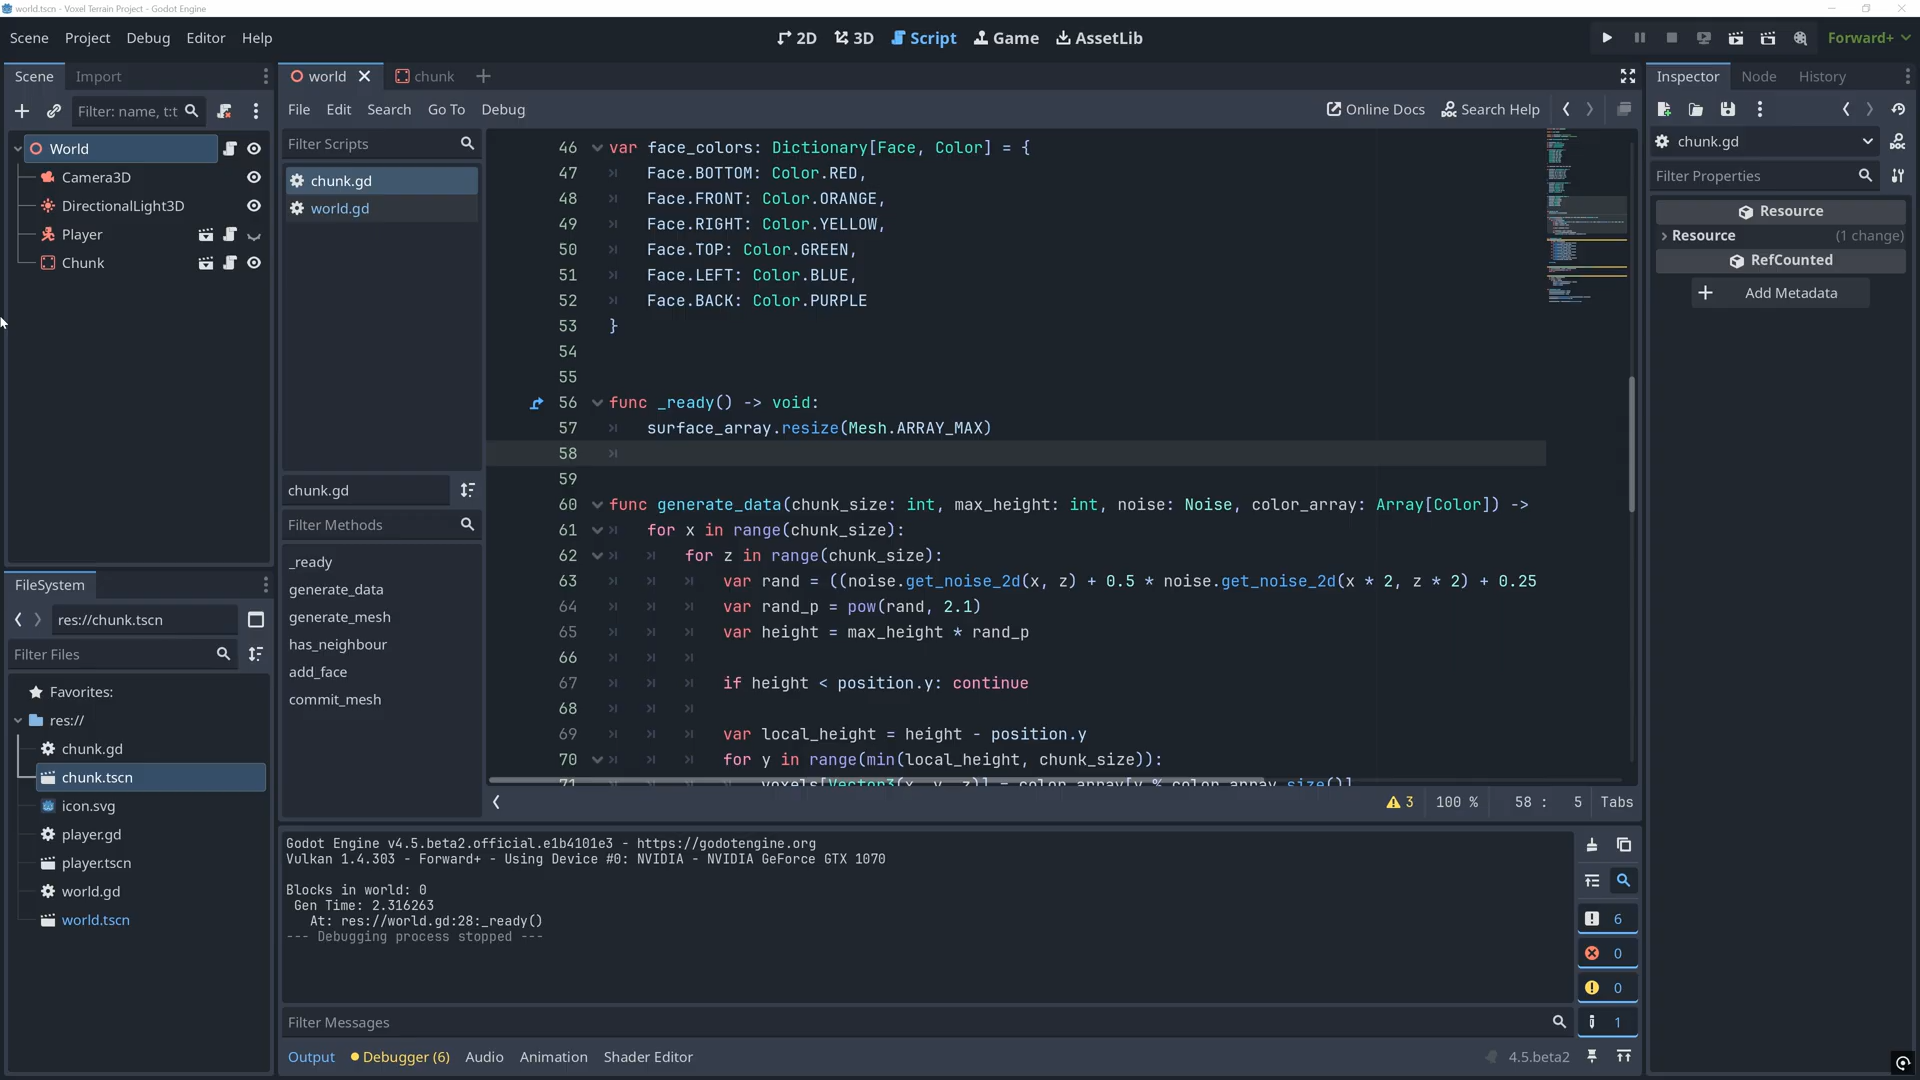 world.tscn - Voxel Terrain Project - Godot Engine
Scene Project Debug Editor Help
2D 3D Script Game AssetLib
Forward+
Scene Import
Filter: name, t:t
World
Camera3D
DirectionalLight3D
Player
Chunk
FileSystem
res://chunk.tscn
Filter Files
Favorites:
res://
chunk.gd
chunk.tscn
icon.svg
player.gd
player.tscn
world.gd
world.tscn
world chunk
File Edit Search Go To Debug
Online Docs Search Help
Filter Scripts
chunk.gd
world.gd
chunk.gd
Filter Methods
_ready
generate_data
generate_mesh
has_neighbour
add_face
commit_mesh
46 var face_colors: Dictionary[Face, Color] = {
47 Face.BOTTOM: Color.RED,
48 Face.FRONT: Color.ORANGE,
49 Face.RIGHT: Color.YELLOW,
50 Face.TOP: Color.GREEN,
51 Face.LEFT: Color.BLUE,
52 Face.BACK: Color.PURPLE
53 }
54
55
56 func _ready() -> void:
57 surface_array.resize(Mesh.ARRAY_MAX)
58
59
60 func generate_data(chunk_size: int, max_height: int, noise: Noise, color_array: Array[Color]) ->
61 for x in range(chunk_size):
62 for z in range(chunk_size):
63 var rand = ((noise.get_noise_2d(x, z) + 0.5 * noise.get_noise_2d(x * 2, z * 2) + 0.25
64 var rand_p = pow(rand, 2.1)
65 var height = max_height * rand_p
66
67 if height < position.y: continue
68
69 var local_height = height - position.y
70 for y in range(min(local_height, chunk_size)):
71 voxels[Vector3(x, y, z)] = color_array[y % color_array.size()]
3 100 % 58 : 5 Tabs
Godot Engine v4.5.beta2.official.e1b4101e3 - https://godotengine.org
Vulkan 1.4.303 - Forward+ - Using Device #0: NVIDIA - NVIDIA GeForce GTX 1070
Blocks in world: 0
Gen Time: 2.316263
At: res://world.gd:28:_ready()
--- Debugging process stopped ---
6
0
0
1
Filter Messages
Output Debugger (6) Audio Animation Shader Editor
4.5.beta2
Inspector Node History
chunk.gd
DOC
Filter Properties
Resource
Resource (1 change)
RefCounted
Add Metadata